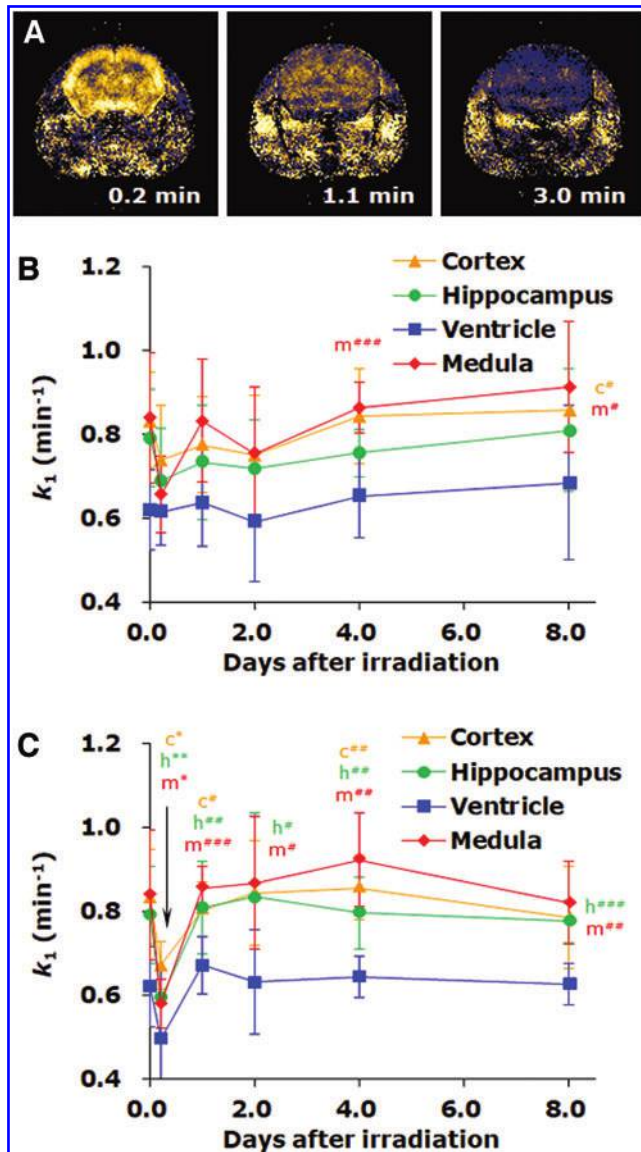 A
0.2 min
1.1 min
3.0 min
B
1.2
1.0
0.8
0.6
0.4
k₁ (min⁻¹)
Cortex
Hippocampus
Ventricle
Medula
m###
c#
m#
0.0
2.0
4.0
6.0
8.0
Days after irradiation
C
1.2
1.0
0.8
0.6
0.4
k₁ (min⁻¹)
Cortex
Hippocampus
Ventricle
Medula
c*
h**
m*
c#
h##
m###
h#
m#
c##
h##
m##
h###
m##
0.0
2.0
4.0
6.0
8.0
Days after irradiation